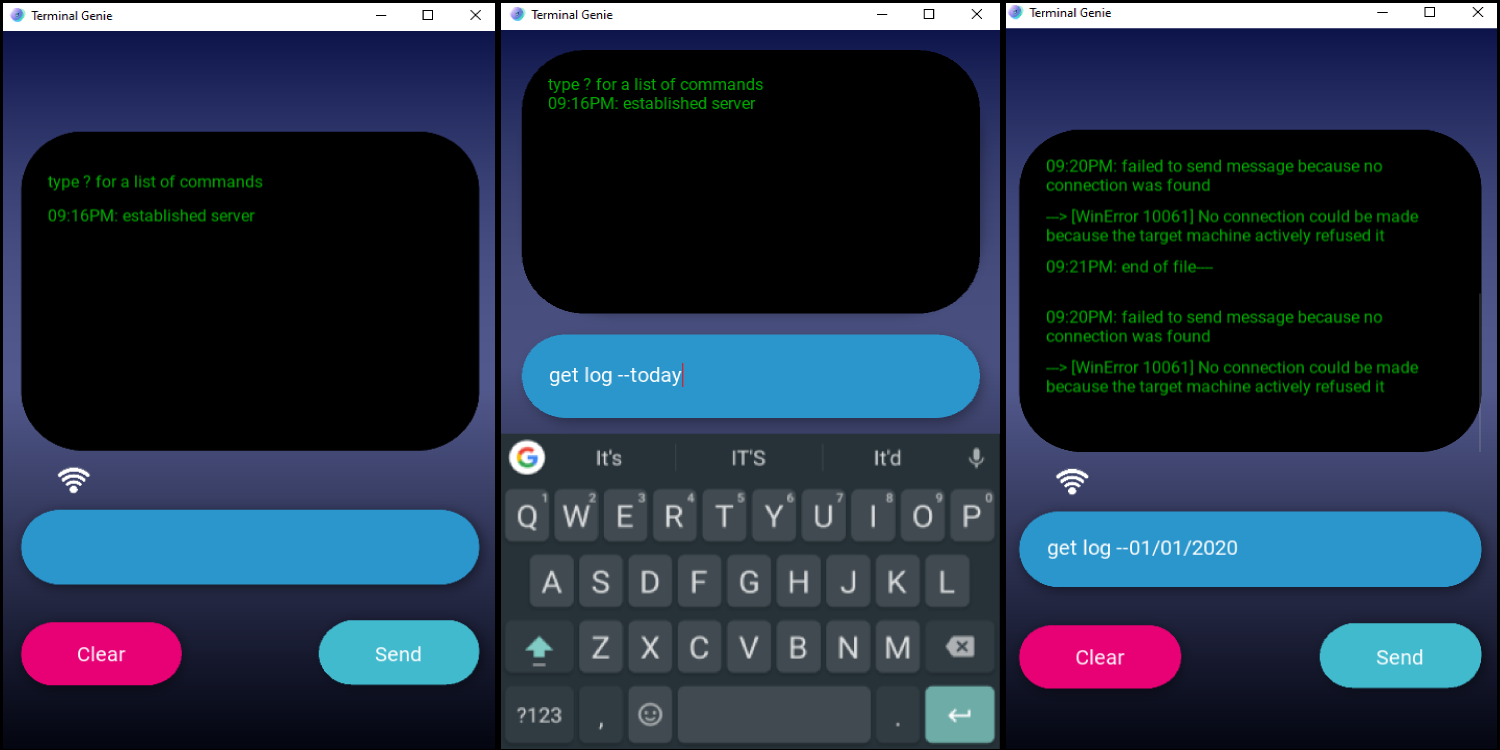 Terminal Genie
type ? for a list of commands
09:16PM: established server
Clear
Send
Terminal Genie
type ? for a list of commands
09:16PM: established server
get log --today
G
It's
IT'S
It'd
Q1 W2 E3 R4 T5 Y6 U7 I8 O9 P0
A S D F G H J K L
Z X C V B N M
?123 , .
Terminal Genie
09:20PM: failed to send message because no
connection was found
---> [WinError 10061] No connection could be made
because the target machine actively refused it
09:21PM: end of file----
09:20PM: failed to send message because no
connection was found
---> [WinError 10061] No connection could be made
because the target machine actively refused it
get log --01/01/2020
Clear
Send